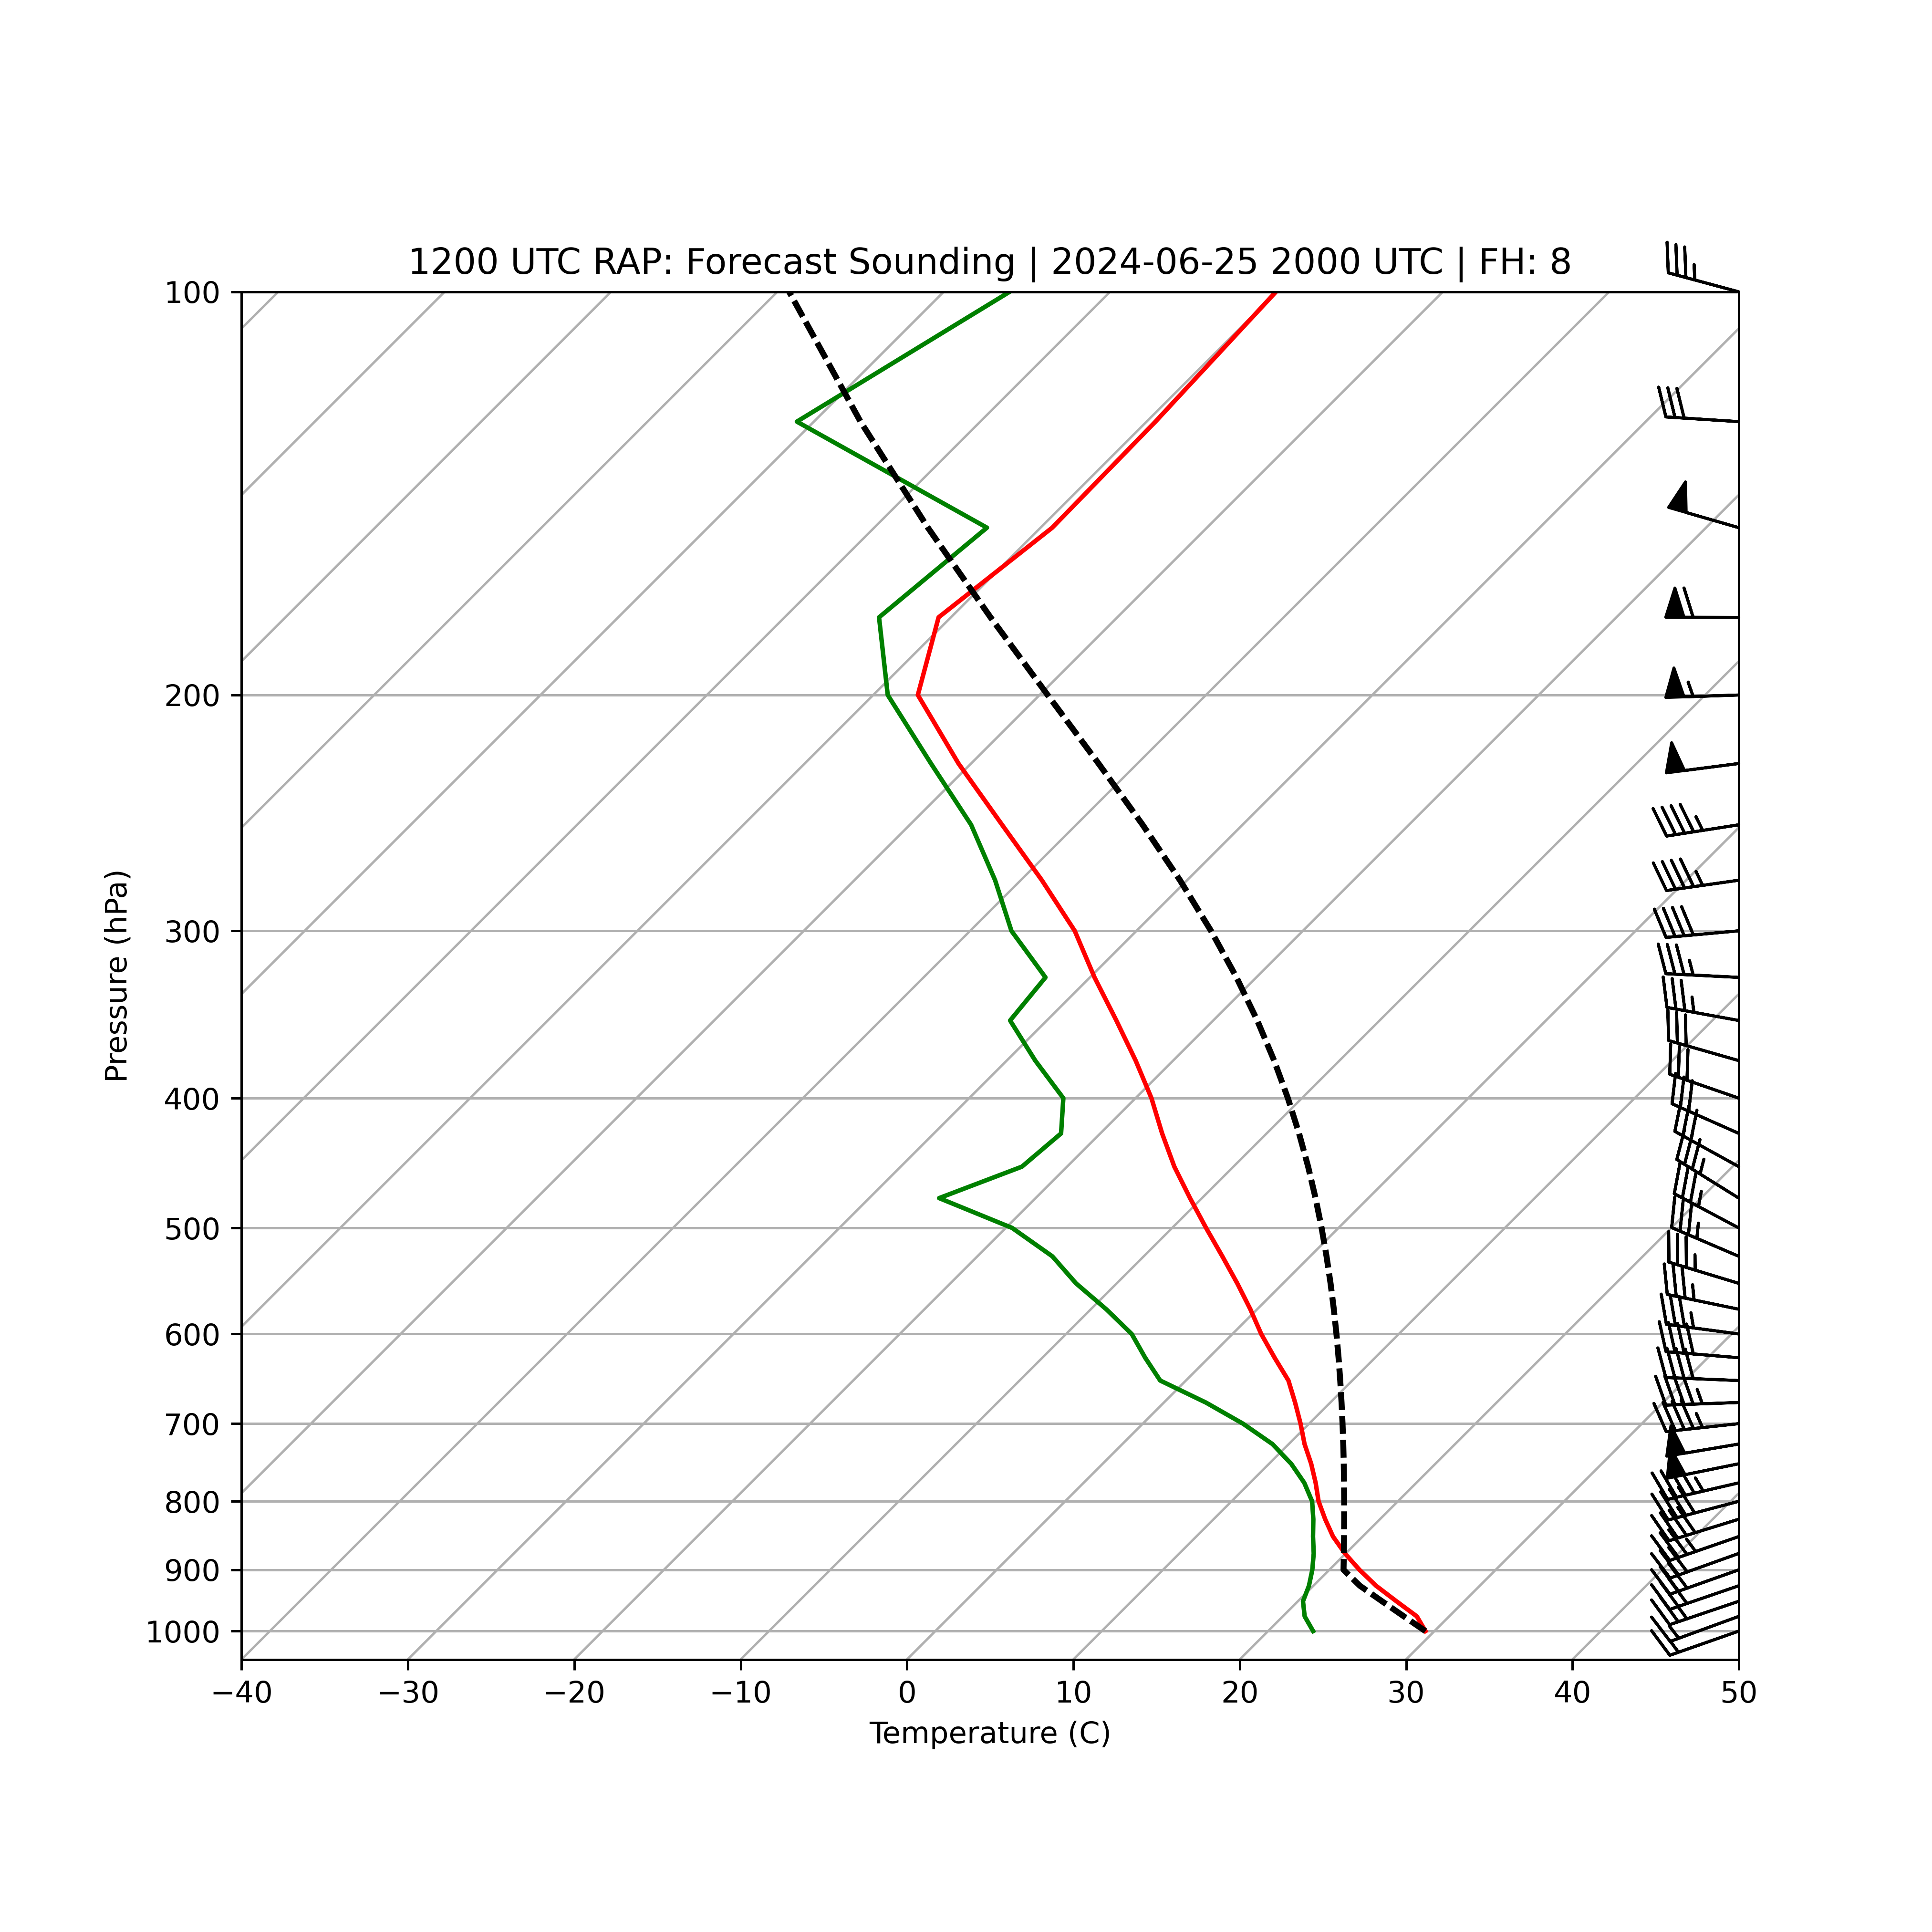 1200 UTC RAP: Forecast Sounding | 2024-06-25 2000 UTC | FH: 8
100
200
300
400
500
600
700
800
900
1000
Pressure (hPa)
−40 −30 −20 −10 0 10 20 30 40 50
Temperature (C)